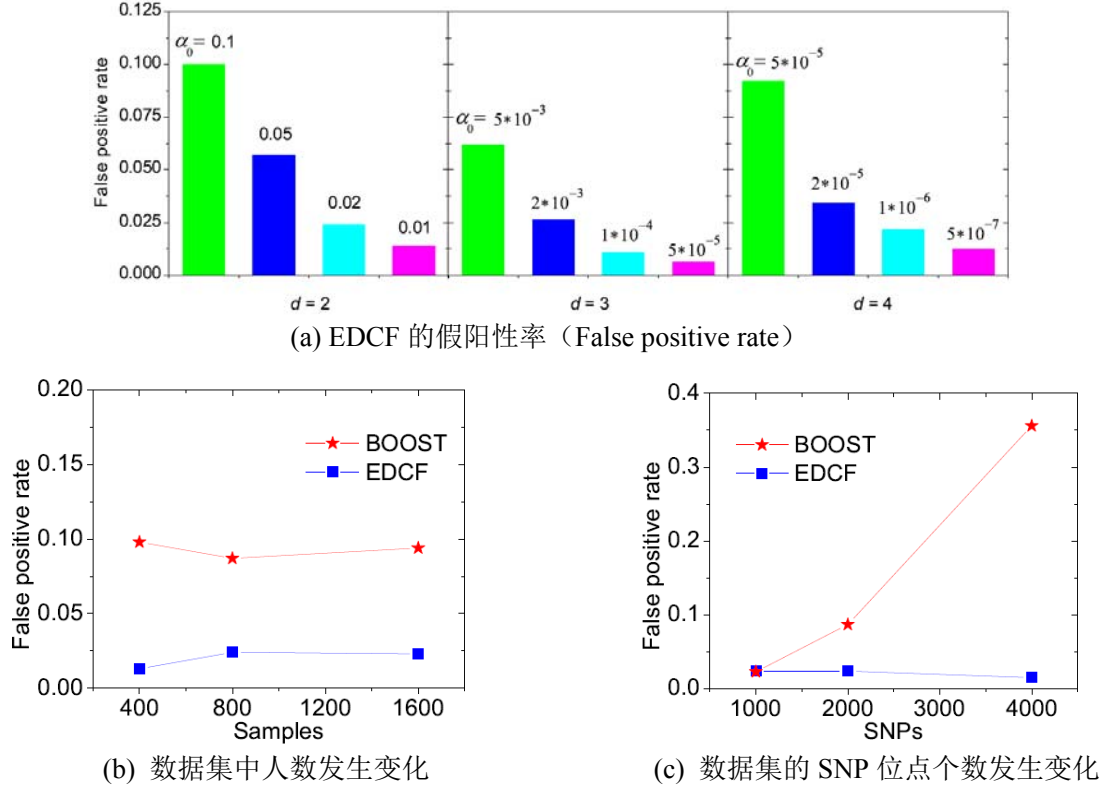 0.125
0.100
0.075
0.050
0.025
0.000
False positive rate
α₀ = 0.1
0.05
0.02
0.01
α₀ = 5*10⁻³
2*10⁻³
1*10⁻⁴
5*10⁻⁵
α₀ = 5*10⁻⁵
2*10⁻⁵
1*10⁻⁶
5*10⁻⁷
d = 2
d = 3
d = 4
(a) EDCF 的假阳性率（False positive rate）
0.20
0.15
0.10
0.05
0.00
False positive rate
BOOST
EDCF
400
800
1200
1600
Samples
(b) 数据集中人数发生变化
0.4
0.3
0.2
0.1
0.0
False positive rate
BOOST
EDCF
1000
2000
3000
4000
SNPs
(c) 数据集的 SNP 位点个数发生变化